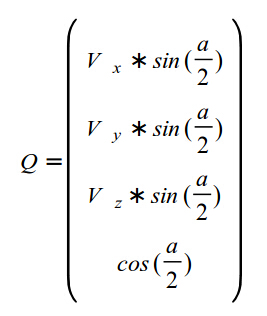 V x * sin(a/2)
V y * sin(a/2)
Q = V z * sin(a/2)
cos(a/2)